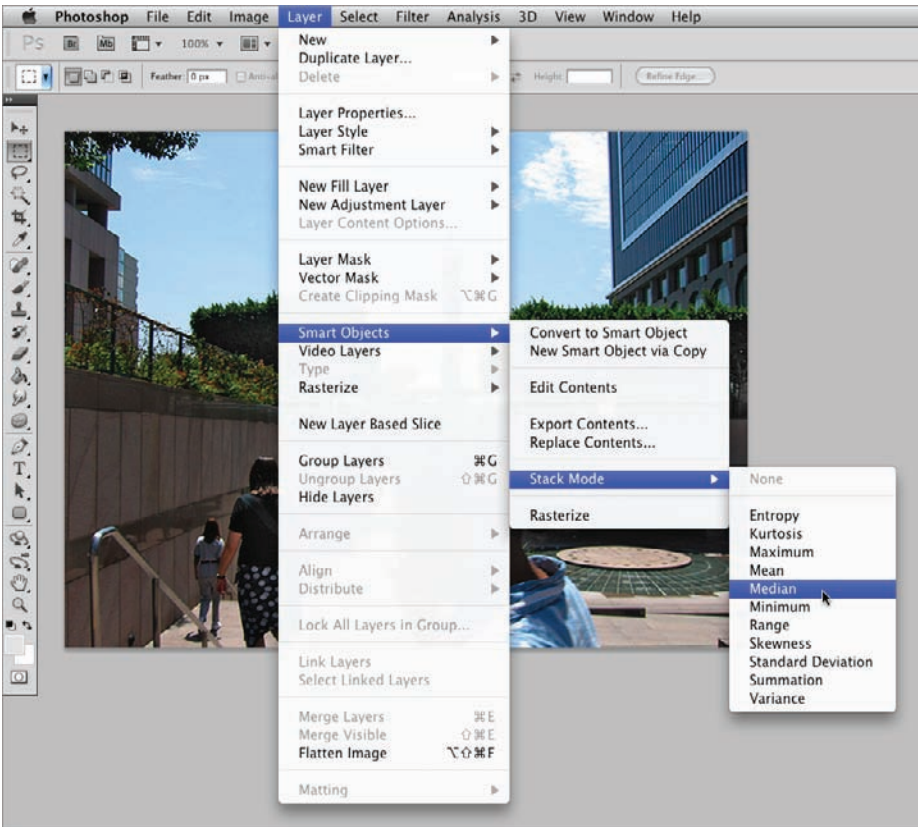 Photoshop File Edit Image Layer Select Filter Analysis 3D View Window Help
Ps Br Mb 100%
Feather: 0 px Height: Refine Edge...
New
Duplicate Layer...
Delete
Layer Properties...
Layer Style
Smart Filter
New Fill Layer
New Adjustment Layer
Layer Content Options...
Layer Mask
Vector Mask
Create Clipping Mask ⌥⌘G
Smart Objects
Video Layers
Type
Rasterize
New Layer Based Slice
Group Layers ⌘G
Ungroup Layers ⇧⌘G
Hide Layers
Arrange
Align
Distribute
Lock All Layers in Group...
Link Layers
Select Linked Layers
Merge Layers ⌘E
Merge Visible ⇧⌘E
Flatten Image ⌥⇧⌘F
Matting
Convert to Smart Object
New Smart Object via Copy
Edit Contents
Export Contents...
Replace Contents...
Stack Mode
Rasterize
None
Entropy
Kurtosis
Maximum
Mean
Median
Minimum
Range
Skewness
Standard Deviation
Summation
Variance